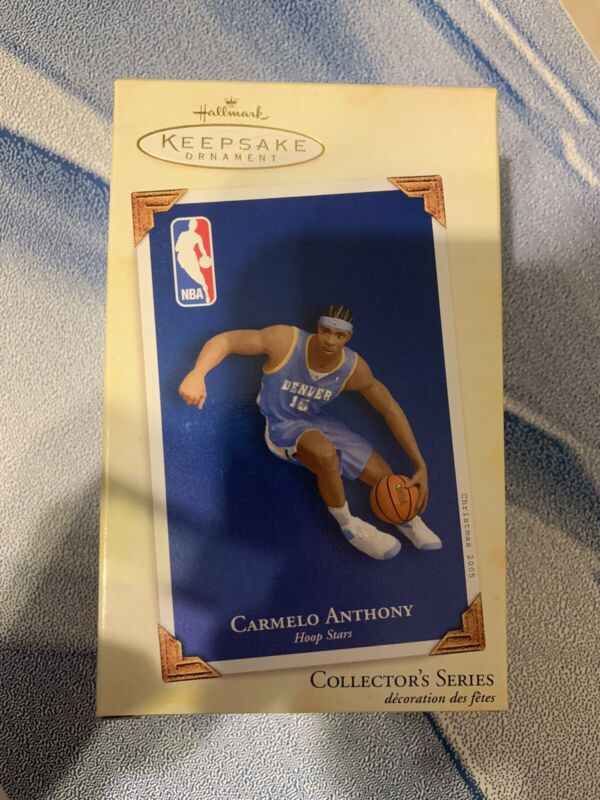 Hallmark
KEEPSAKE
ORNAMENT
NBA
DENVER
15
Christmas 2005
CARMELO ANTHONY
Hoop Stars
COLLECTOR'S SERIES
décoration des fêtes